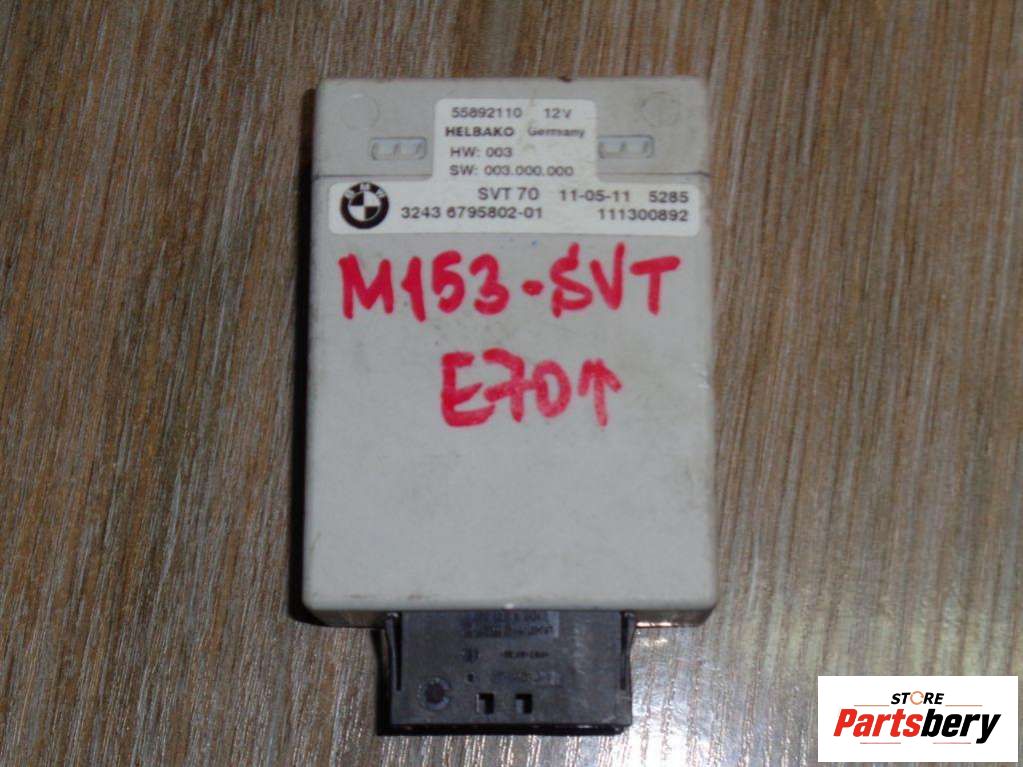 55892110 12V
HELBAKO Germany
HW: 003
SW: 003.000.000
BMW
SVT 70 11-05-11 5285
3243 6795802-01 111300892
M153-SVT
E70↑
STORE
Partsbery